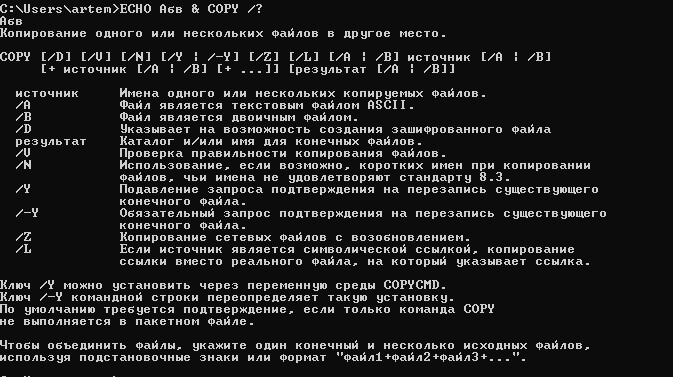 C:\Users\artem>ECHO Абв & COPY /?
Абв
Копирование одного или нескольких файлов в другое место.
COPY [/D] [/V] [/N] [/Y ¦ /-Y] [/Z] [/L] [/A ¦ /B] источник [/A ¦ /B]
[+ источник [/A ¦ /B] [+ ...]] [результат [/A ¦ /B]]
источник Имена одного или нескольких копируемых файлов.
/A Файл является текстовым файлом ASCII.
/B Файл является двоичным файлом.
/D Указывает на возможность создания зашифрованного файла
результат Каталог и/или имя для конечных файлов.
/V Проверка правильности копирования файлов.
/N Использование, если возможно, коротких имен при копировании
файлов, чьи имена не удовлетворяют стандарту 8.3.
/Y Подавление запроса подтверждения на перезапись существующего
конечного файла.
/-Y Обязательный запрос подтверждения на перезапись существующего
конечного файла.
/Z Копирование сетевых файлов с возобновлением.
/L Если источник является символической ссылкой, копирование
ссылки вместо реального файла, на который указывает ссылка.
Ключ /Y можно установить через переменную среды COPYCMD.
Ключ /-Y командной строки переопределяет такую установку.
По умолчанию требуется подтверждение, если только команда COPY
не выполняется в пакетном файле.
Чтобы объединить файлы, укажите один конечный и несколько исходных файлов,
используя подстановочные знаки или формат "файл1+файл2+файл3+...".